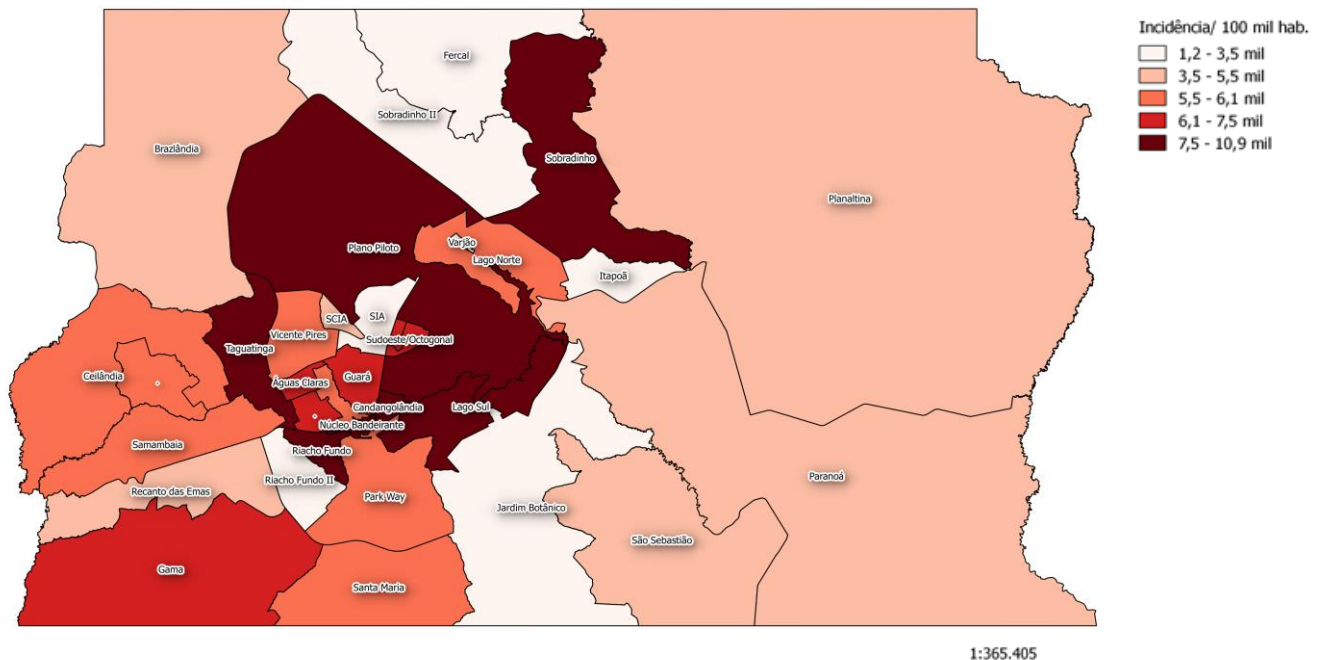 Incidência/ 100 mil hab.
1,2 - 3,5 mil
3,5 - 5,5 mil
5,5 - 6,1 mil
6,1 - 7,5 mil
7,5 - 10,9 mil
Fercal
Sobradinho II
Brazlândia
Sobradinho
Planaltina
Plano Piloto
Varjão
Lago Norte
Itapoã
SCIA
SIA
Vicente Pires
Sudoeste/Octogonal
Taguatinga
Ceilândia
Águas Claras
Guará
Candangolândia
Lago Sul
Núcleo Bandeirante
Samambaia
Riacho Fundo
Riacho Fundo II
Recanto das Emas
Park Way
Paranoá
Jardim Botânico
São Sebastião
Gama
Santa Maria
1:365.405